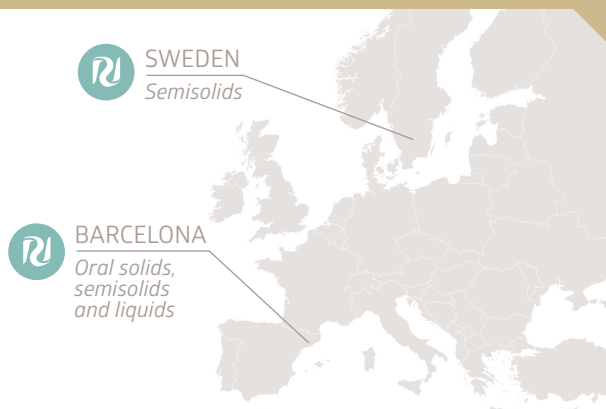 SWEDEN
Semisolids
BARCELONA
Oral solids,
semisolids
and liquids